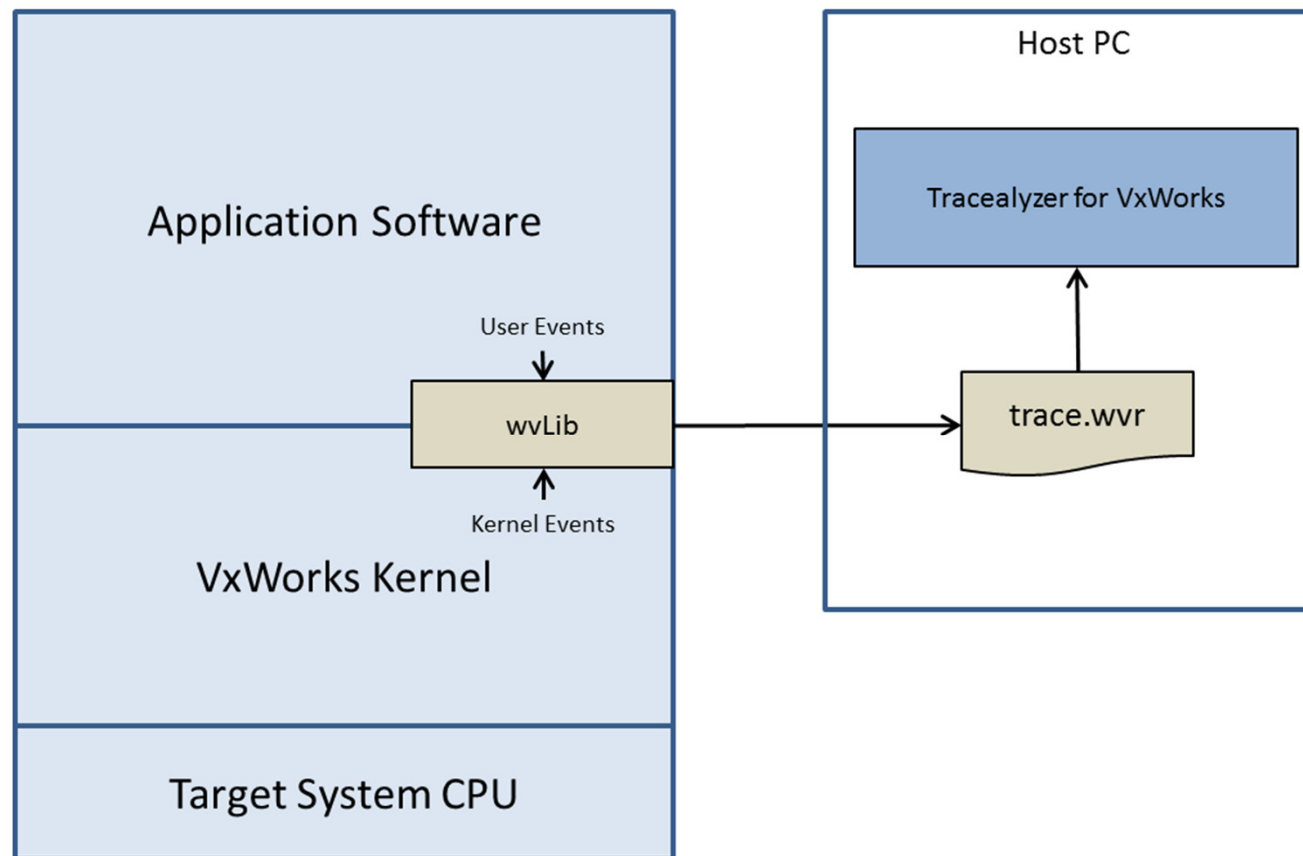 Host PC
Tracealyzer for VxWorks
Application Software
User Events
wvLib
trace.wvr
Kernel Events
VxWorks Kernel
Target System CPU